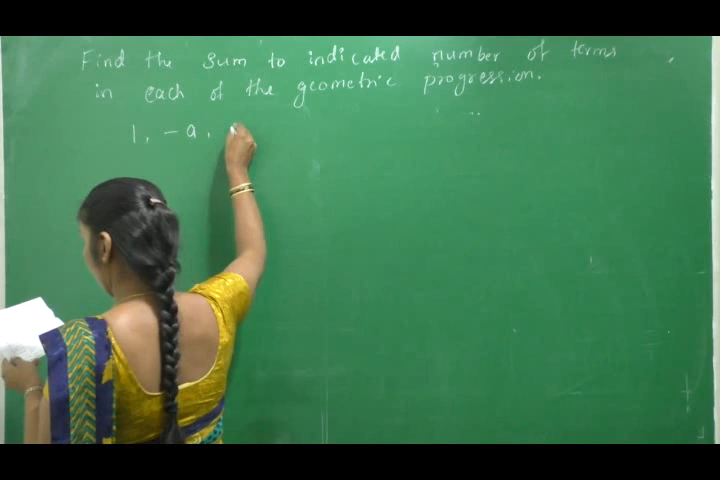 Find the sum to indicated number of terms
in each of the geometric progression.
1, -a,